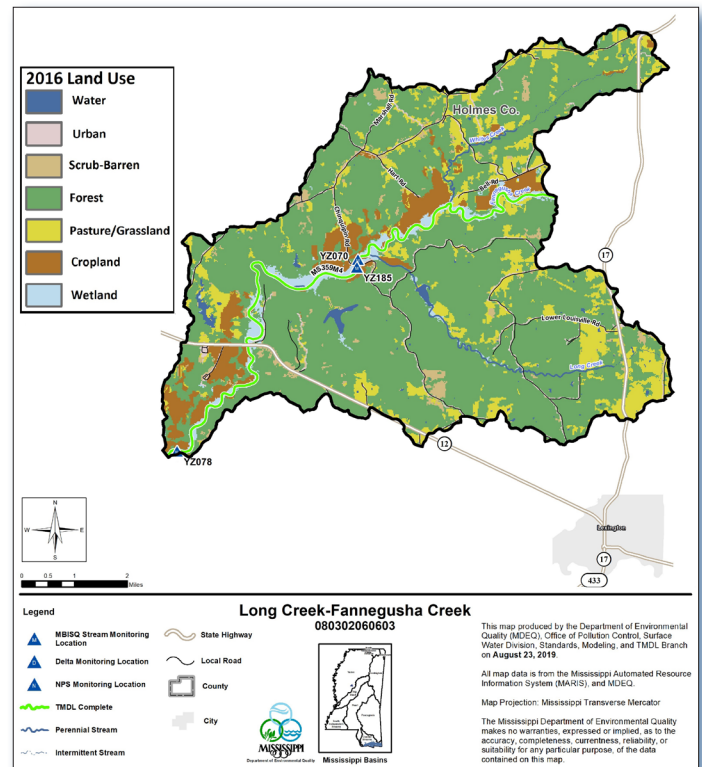 2016 Land Use
Water
Urban
Scrub-Barren
Forest
Pasture/Grassland
Cropland
Wetland
Holmes Co.
Marshall Rd
Hart Rd
Bell Rd
MS359M4
YZ070
YZ185
17
Lower Louisville Rd
Long Creek
12
YZ078
Lexington
17
433
N
W
E
S
0 0.5 1 2
Miles
Legend
MBISQ Stream Monitoring
Location
Delta Monitoring Location
NPS Monitoring Location
TMDL Complete
Perennial Stream
Intermittent Stream
State Highway
Local Road
County
City
Long Creek-Fannegusha Creek
080302060603
MISSISSIPPI
Department of Environmental Quality
Mississippi Basins
This map produced by the Department of Environmental
Quality (MDEQ), Office of Pollution Control, Surface
Water Division, Standards, Modeling, and TMDL Branch
on August 23, 2019.
All map data is from the Mississippi Automated Resource
Information System (MARIS), and MDEQ.
Map Projection: Mississippi Transverse Mercator
The Mississippi Department of Environmental Quality
makes no warranties, expressed or implied, as to the
accuracy, completeness, currentness, reliability, or
suitability for any particular purpose, of the data
contained on this map.